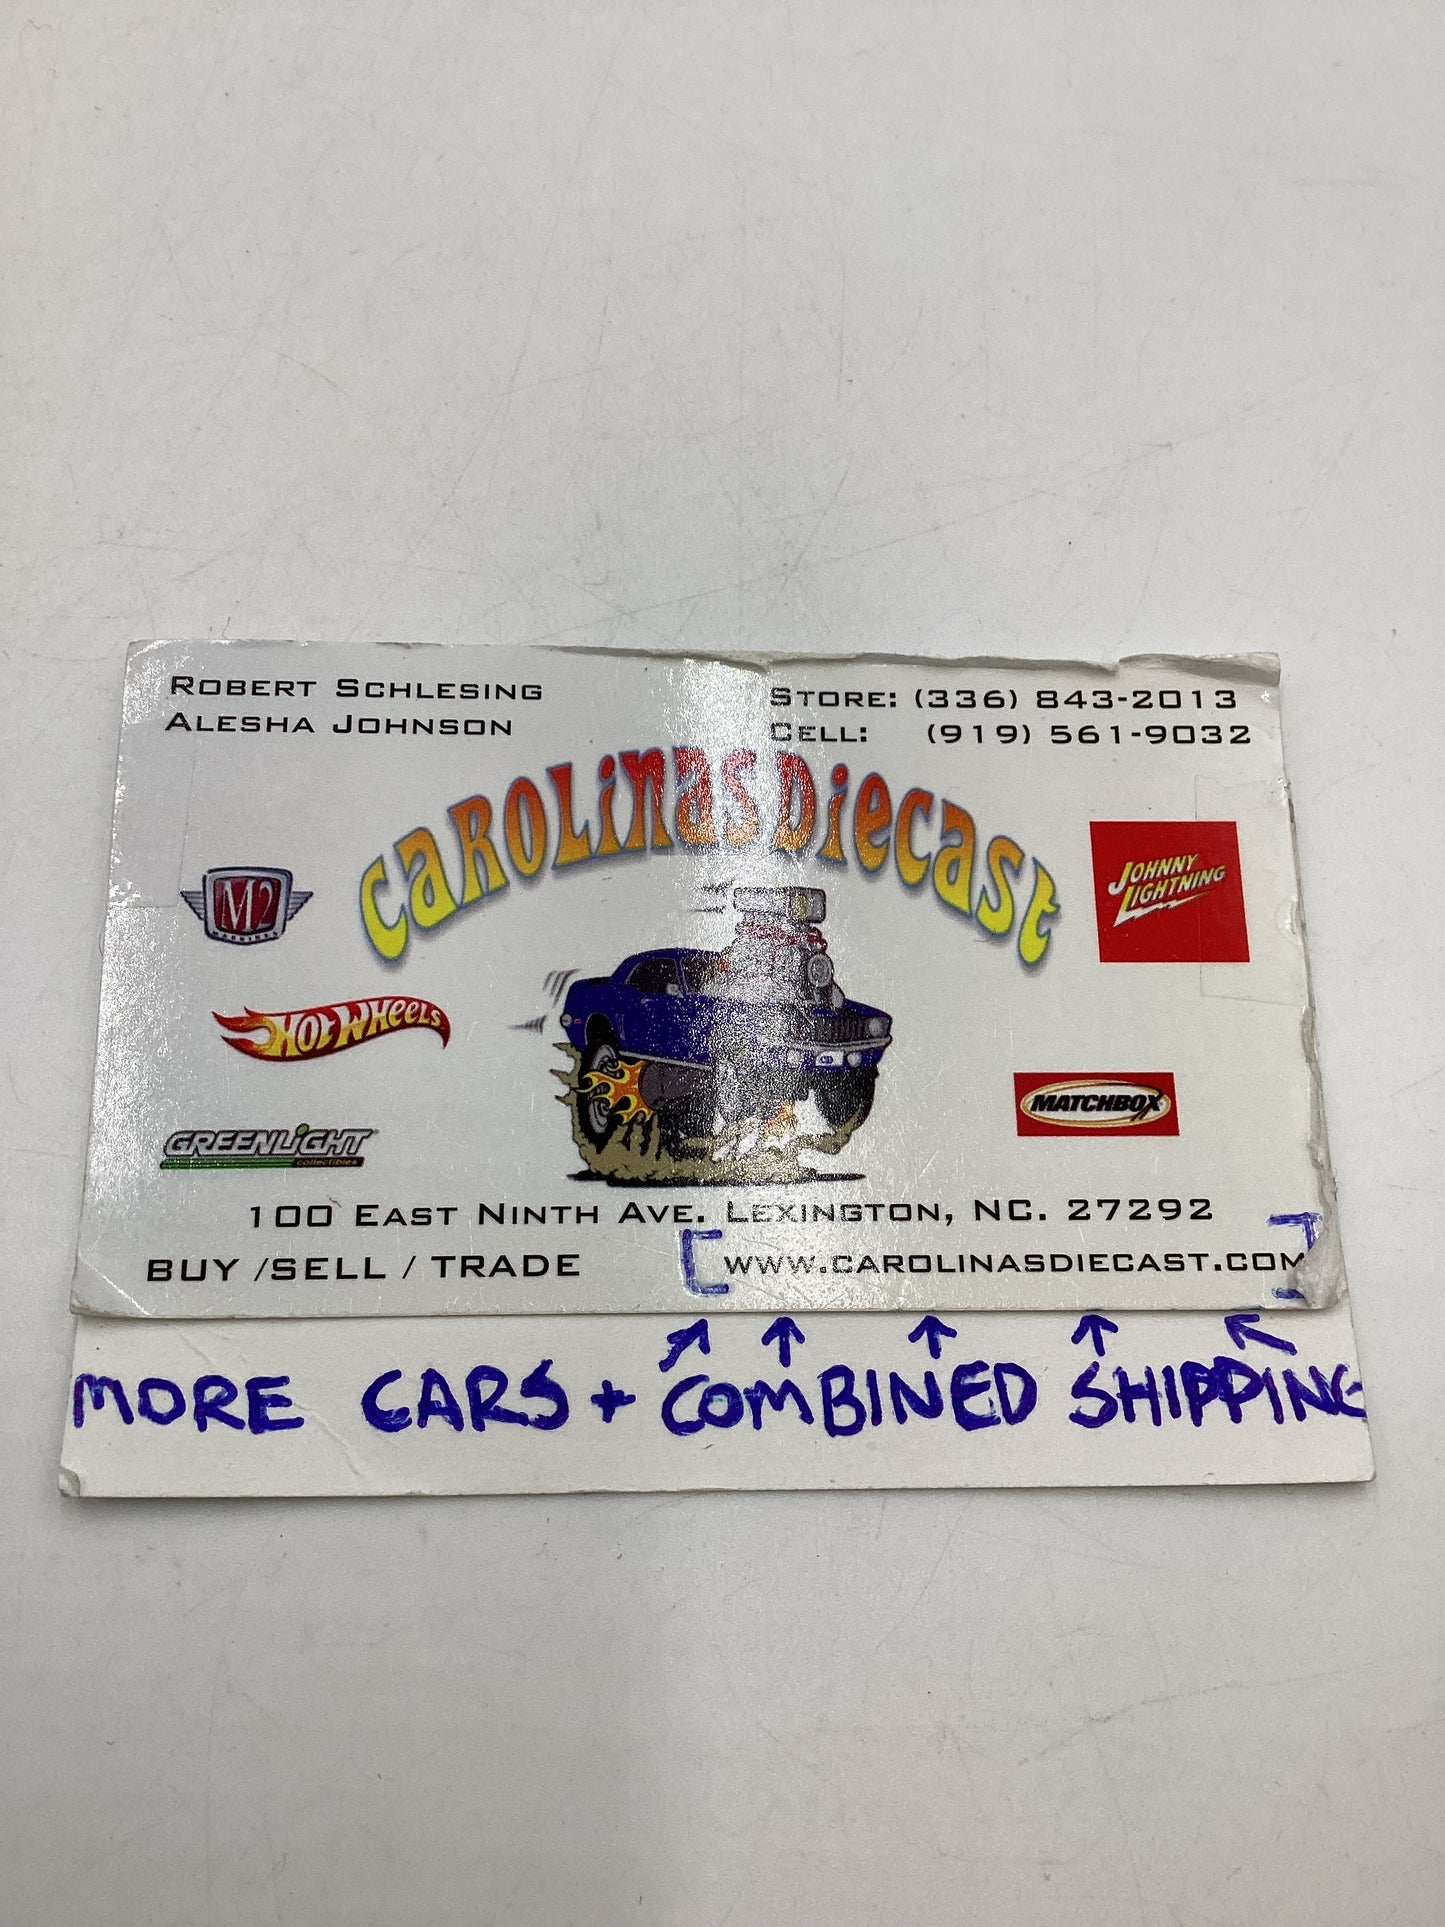 ROBERT SCHLESING
ALESHA JOHNSON
STORE: (336) 843-2013
CELL: (919) 561-9032
CAROLINAS DIECAST
M2
MACHINES
JOHNNY
LIGHTNING
HOT WHEELS
MATCHBOX
GREENLIGHT
collectibles
100 EAST NINTH AVE. LEXINGTON, NC. 27292
BUY /SELL / TRADE
[ WWW.CAROLINASDIECAST.COM ]
MORE CARS + COMBINED SHIPPING